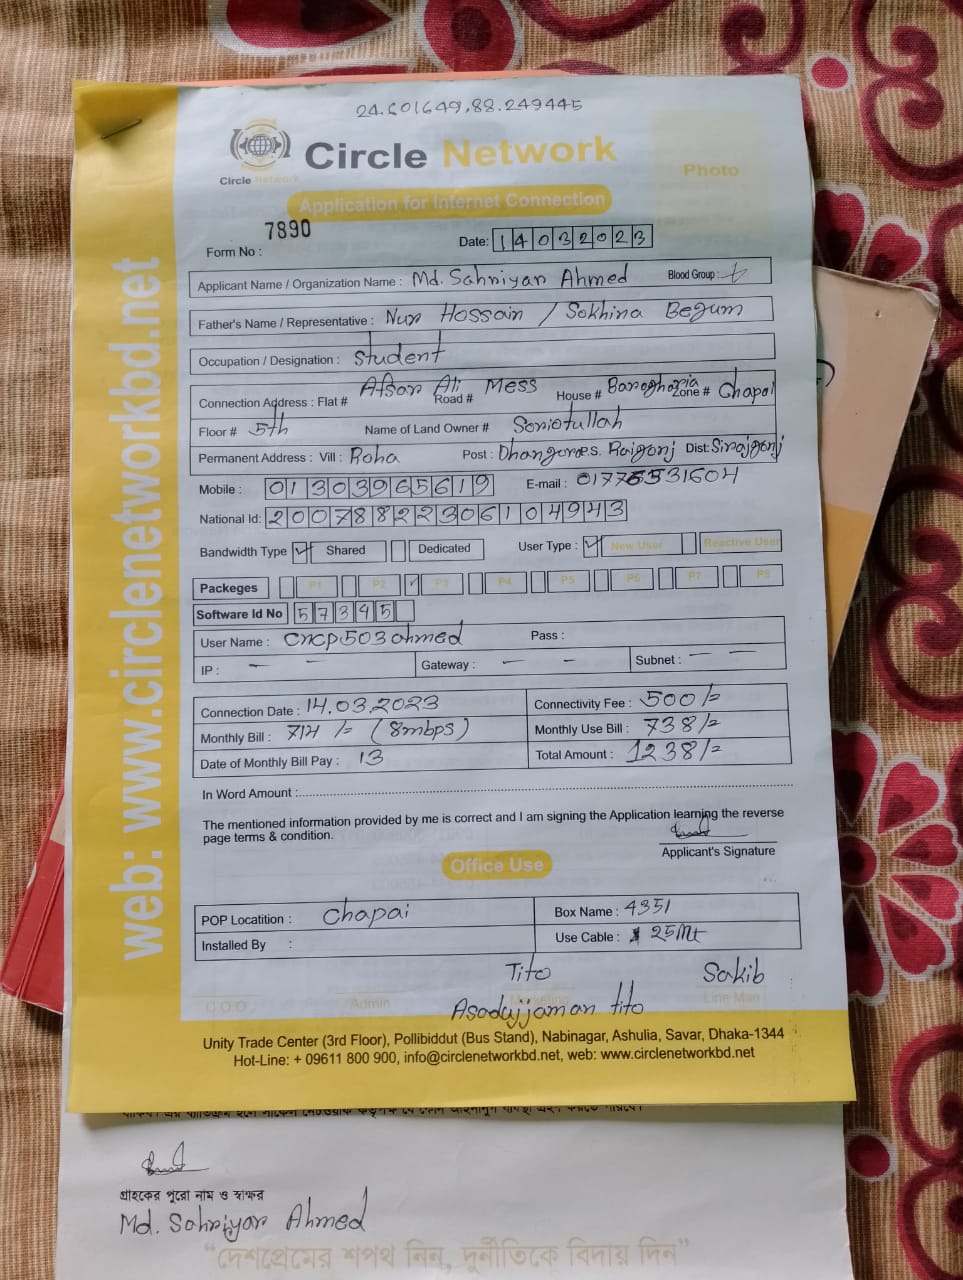 24.601649,88.249445
Circle Network
Circle Network
Photo
Application for Internet Connection
Form No : 7890
Date: 14032023
Applicant Name / Organization Name : Md. Sahriyar Ahmed Blood Group :
Father's Name / Representative : Nur Hossain / Sokhina Begum
Occupation / Designation : Student
Connection Address : Flat # Afsar Ali Mess Road # House # Baroghoria Zone # Chapai
Floor # 5th Name of Land Owner # Soriotullah
Permanent Address : Vill : Roha Post : Dhangora Raigonj Dist: Sirajgonj
Mobile : 01303965619 E-mail : 01776531604
National Id: 20078822306104943
Bandwidth Type Shared Dedicated User Type : New User Reactive User
Packeges P1 P2 P3 P4 P5 P6 P7 P8
Software Id No 57345
User Name : cncp503ahmed Pass :
IP : — — Gateway : — — Subnet : — —
Connection Date : 14.03.2023 Connectivity Fee : 500/=
Monthly Bill : 714 /= (8mbps) Monthly Use Bill : 738/=
Date of Monthly Bill Pay : 13 Total Amount : 1238/=
In Word Amount :
The mentioned information provided by me is correct and I am signing the Application learning the reverse
page terms & condition.
Applicant's Signature
Office Use
POP Locatition : Chapai Box Name : 4351
Installed By : Use Cable : 25Mt
Tito Sakib
C.O.O Admin Marketing Line Man
Asadujjaman tito
Unity Trade Center (3rd Floor), Pollibiddut (Bus Stand), Nabinagar, Ashulia, Savar, Dhaka-1344
Hot-Line: + 09611 800 900, info@circlenetworkbd.net, web: www.circlenetworkbd.net
web: www.circlenetworkbd.net
গ্রাহকের পুরো নাম ও স্বাক্ষর
Md. Sahriyar Ahmed
“দেশপ্রেমের শপথ নিন, দুর্নীতিকে বিদায় দিন”